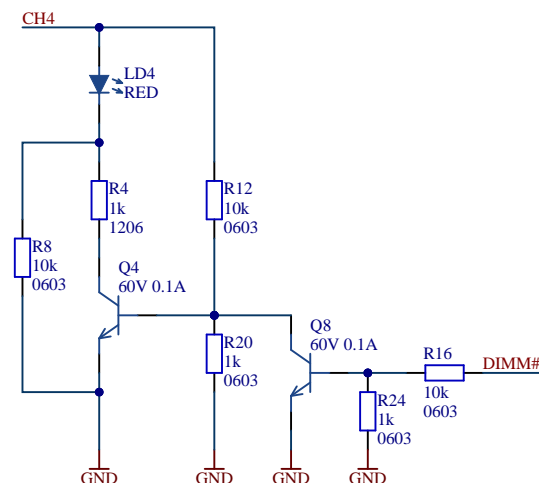 CH4
LD4
RED
R4
1k
1206
R12
10k
0603
R8
10k
0603
Q4
60V 0.1A
R20
1k
0603
Q8
60V 0.1A
R16
10k
0603
DIMM#
R24
1k
0603
GND
GND
GND
GND